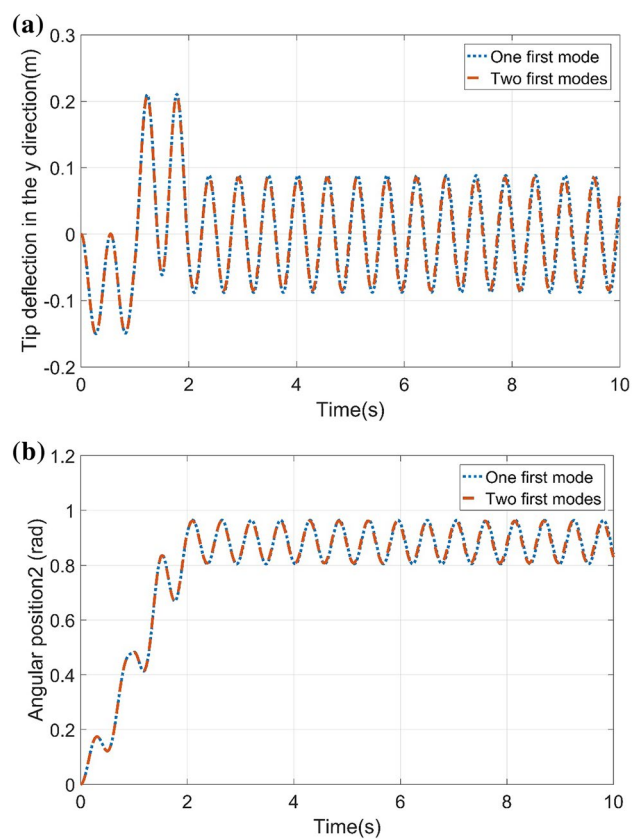 (a)
0.3
0.2
0.1
0
-0.1
-0.2
Tip deflection in the y direction(m)
One first mode
Two first modes
0 2 4 6 8 10
Time(s)
(b)
1.2
1
0.8
0.6
0.4
0.2
0
Angular position2 (rad)
One first mode
Two first modes
0 2 4 6 8 10
Time(s)